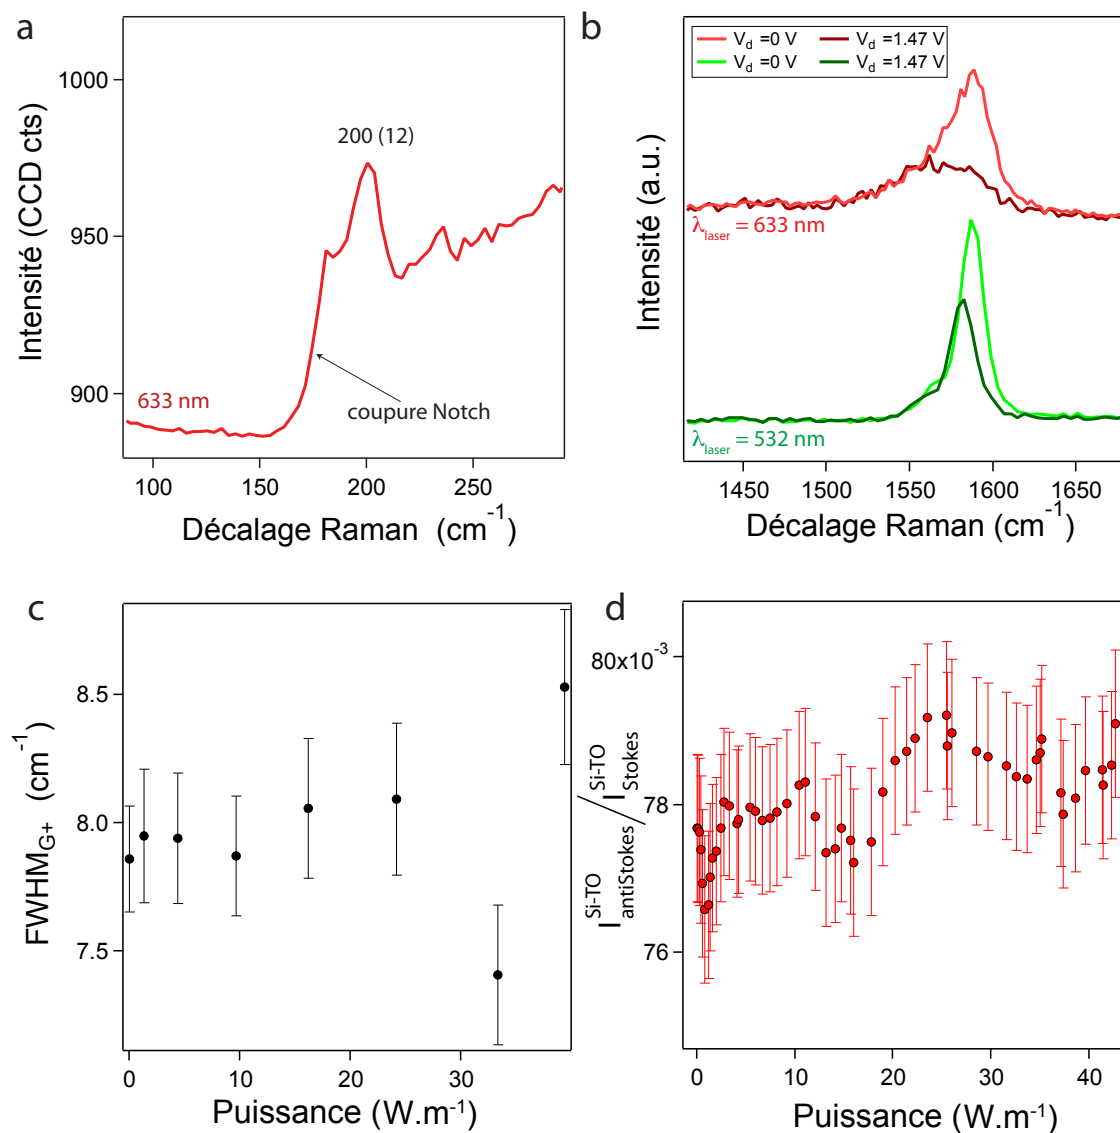 a
1000
950
900
Intensité (CCD cts)
200 (12)
633 nm
coupure Notch
100 150 200 250
Décalage Raman (cm-1)
b
Vd =0 V Vd =1.47 V
Vd =0 V Vd =1.47 V
Intensité (a.u.)
λlaser = 633 nm
λlaser = 532 nm
1450 1500 1550 1600 1650
Décalage Raman (cm-1)
c
8.5
8.0
7.5
FWHMG+ (cm-1)
0 10 20 30
Puissance (W.m-1)
d
80x10-3
78
76
ISi-TOantiStokes / ISi-TOStokes
0 10 20 30 40
Puissance (W.m-1)